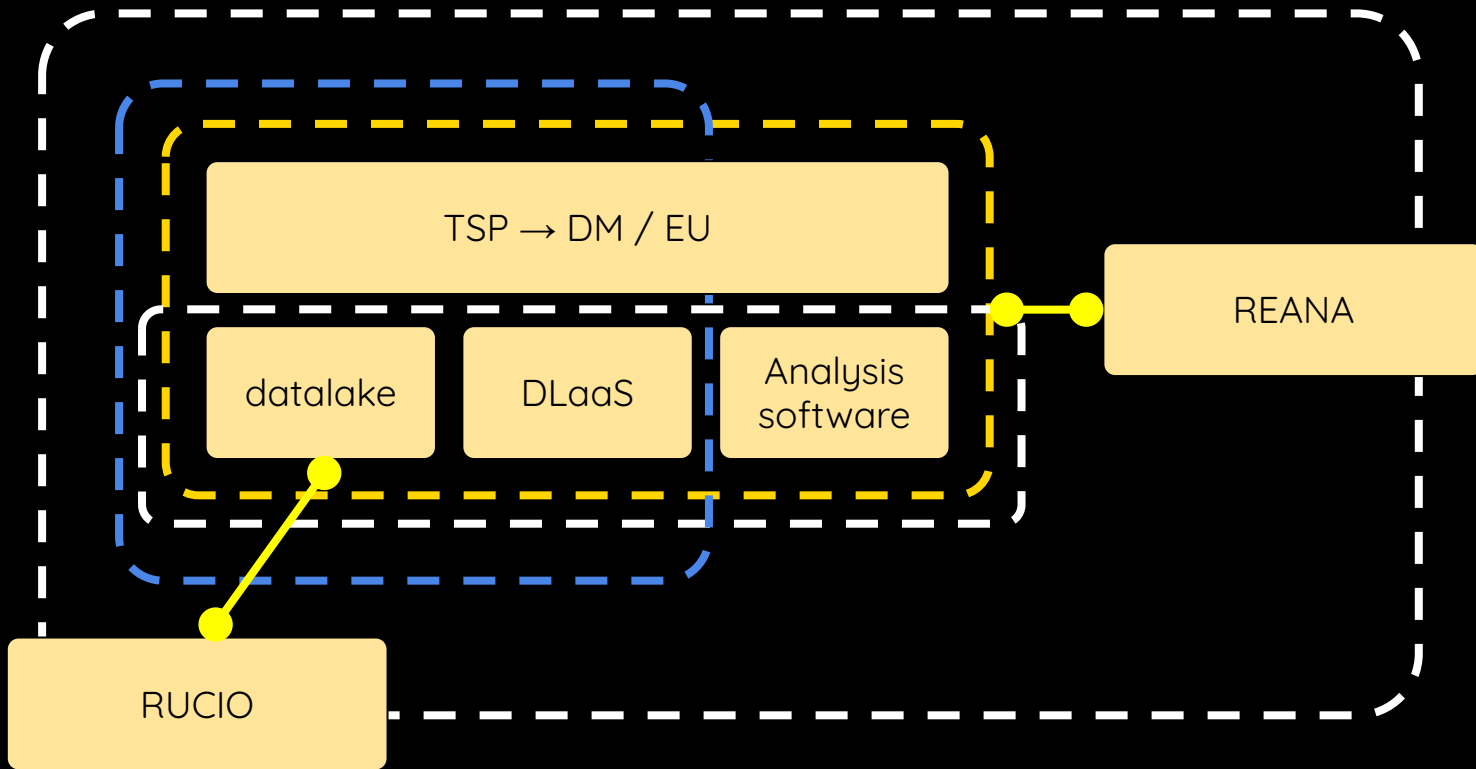 TSP → DM / EU
REANA
datalake
DLaaS
Analysis
software
RUCIO